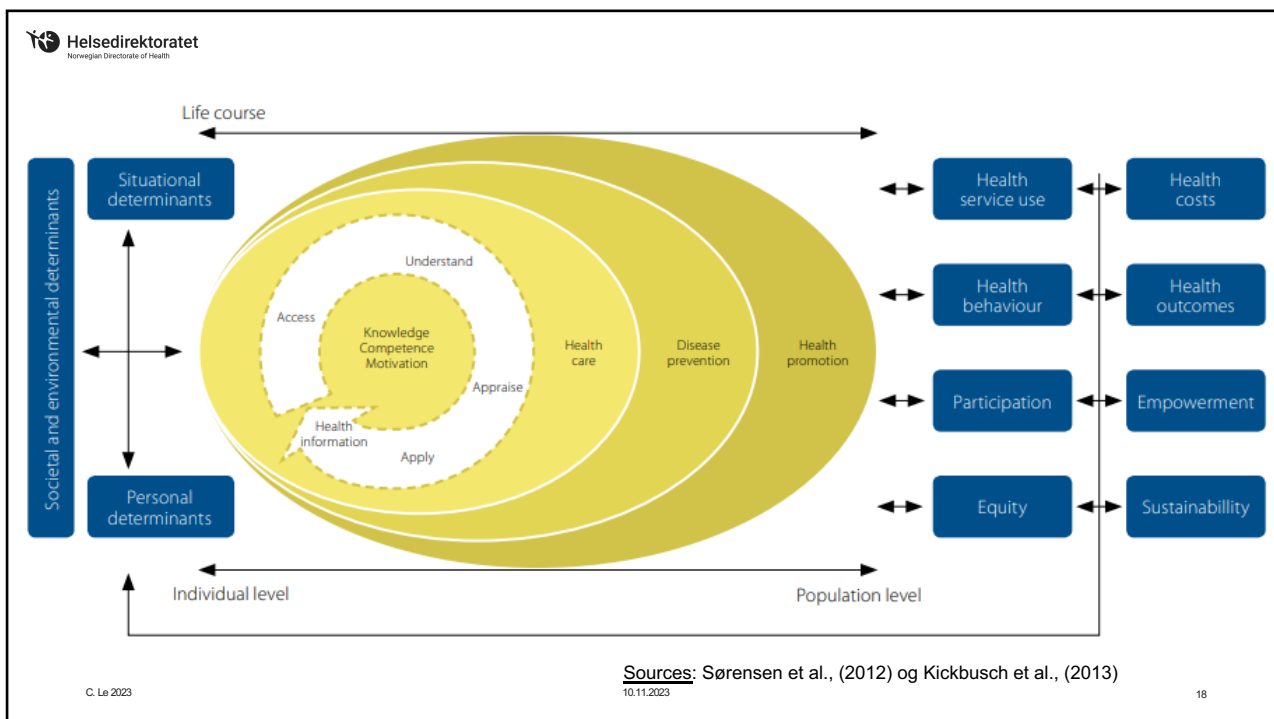 Helsedirektoratet
Norwegian Directorate of Health
Life course
Societal and environmental determinants
Situational
determinants
Personal
determinants
Understand
Access
Knowledge
Competence
Motivation
Appraise
Health
information
Apply
Health
care
Disease
prevention
Health
promotion
Health
service use
Health
costs
Health
behaviour
Health
outcomes
Participation
Empowerment
Equity
Sustainabillity
Individual level
Population level
Sources: Sørensen et al., (2012) og Kickbusch et al., (2013)
C. Le 2023
10.11.2023
18